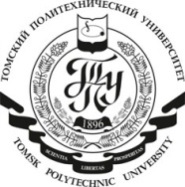 ТОМСКИЙ ПОЛИТЕХНИЧЕСКИЙ УНИВЕРСИТЕТ
ТПУ
1896
SCIENTIA LIBERTAS PROSPERITAS
TOMSK POLYTECHNIC UNIVERSITY